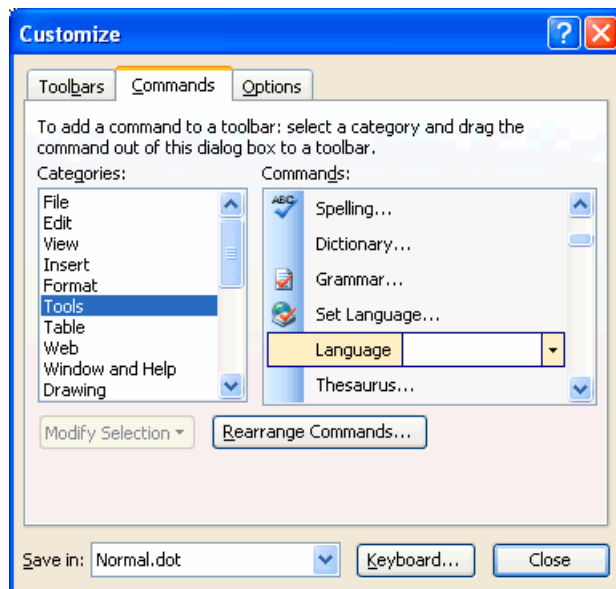 Customize
Toolbars Commands Options
To add a command to a toolbar: select a category and drag the
command out of this dialog box to a toolbar.
Categories: Commands:
File
Edit
View
Insert
Format
Tools
Table
Web
Window and Help
Drawing
ABC
Spelling...
Dictionary...
Grammar...
Set Language...
Language
Thesaurus...
Modify Selection Rearrange Commands...
Save in: Normal.dot Keyboard... Close